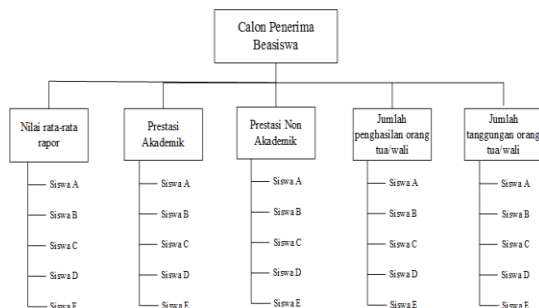 Calon Penerima
Beasiswa
Nilai rata-rata
rapor
Siswa A
Siswa B
Siswa C
Siswa D
Siswa E
Prestasi
Akademik
Siswa A
Siswa B
Siswa C
Siswa D
Siswa E
Prestasi Non
Akademik
Siswa A
Siswa B
Siswa C
Siswa D
Siswa E
Jumlah
penghasilan orang
tua/wali
Siswa A
Siswa B
Siswa C
Siswa D
Siswa E
Jumlah
tanggungan orang
tua/wali
Siswa A
Siswa B
Siswa C
Siswa D
Siswa E